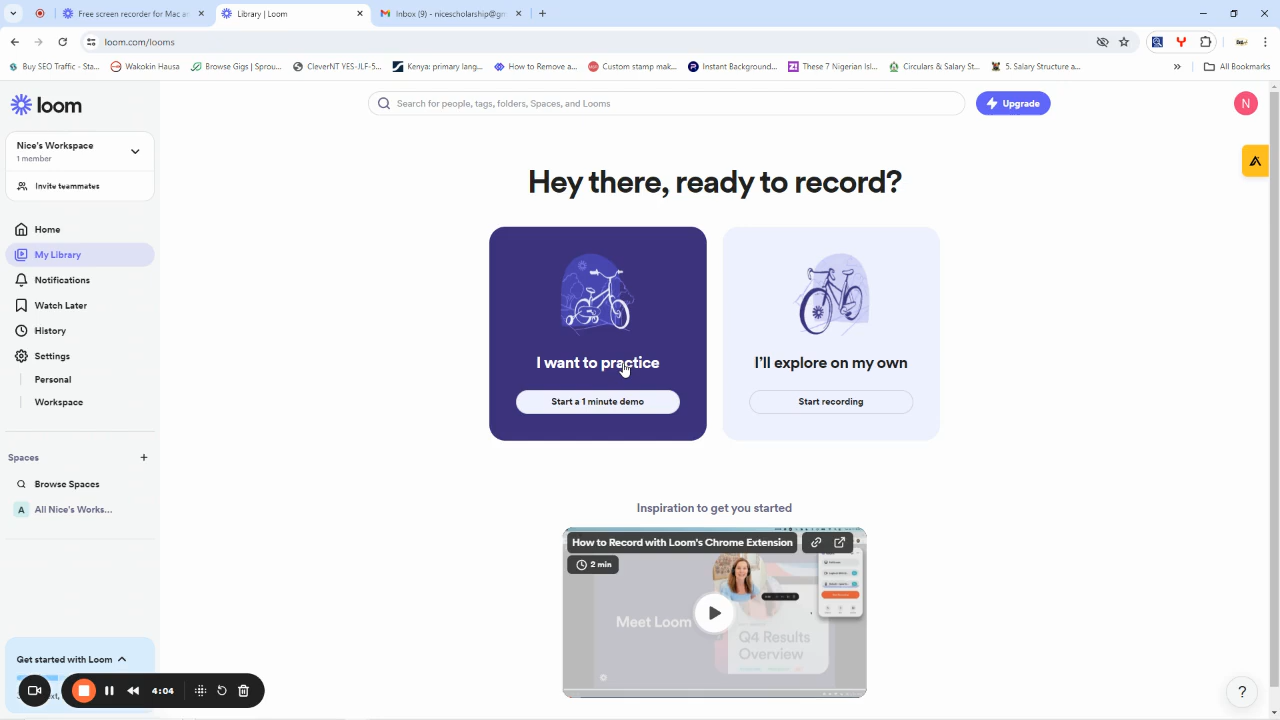 Free screen recorder for Mac a
Library | Loom
Inbox (9) - nicescholarship@gr
loom.com/looms
Buy SEO Traffic - Sta...
Wakokin Hausa
Browse Gigs | Sprou...
CleverNT YES-JLF-5...
Kenya: primary lang...
How to Remove a...
Custom stamp mak...
Instant Background...
These 7 Nigerian Isl...
Circulars & Salary St...
5. Salary Structure a...
All Bookmarks
loom
Search for people, tags, folders, Spaces, and Looms
Upgrade
N
Nice's Workspace
1 member
Invite teammates
Home
My Library
Notifications
Watch Later
History
Settings
Personal
Workspace
Spaces
Browse Spaces
A All Nice's Works...
Get started with Loom
4:04
Hey there, ready to record?
I want to practice
Start a 1 minute demo
I'll explore on my own
Start recording
Inspiration to get you started
How to Record with Loom's Chrome Extension
2 min
Meet Loom
Q4 Results
Overview
?